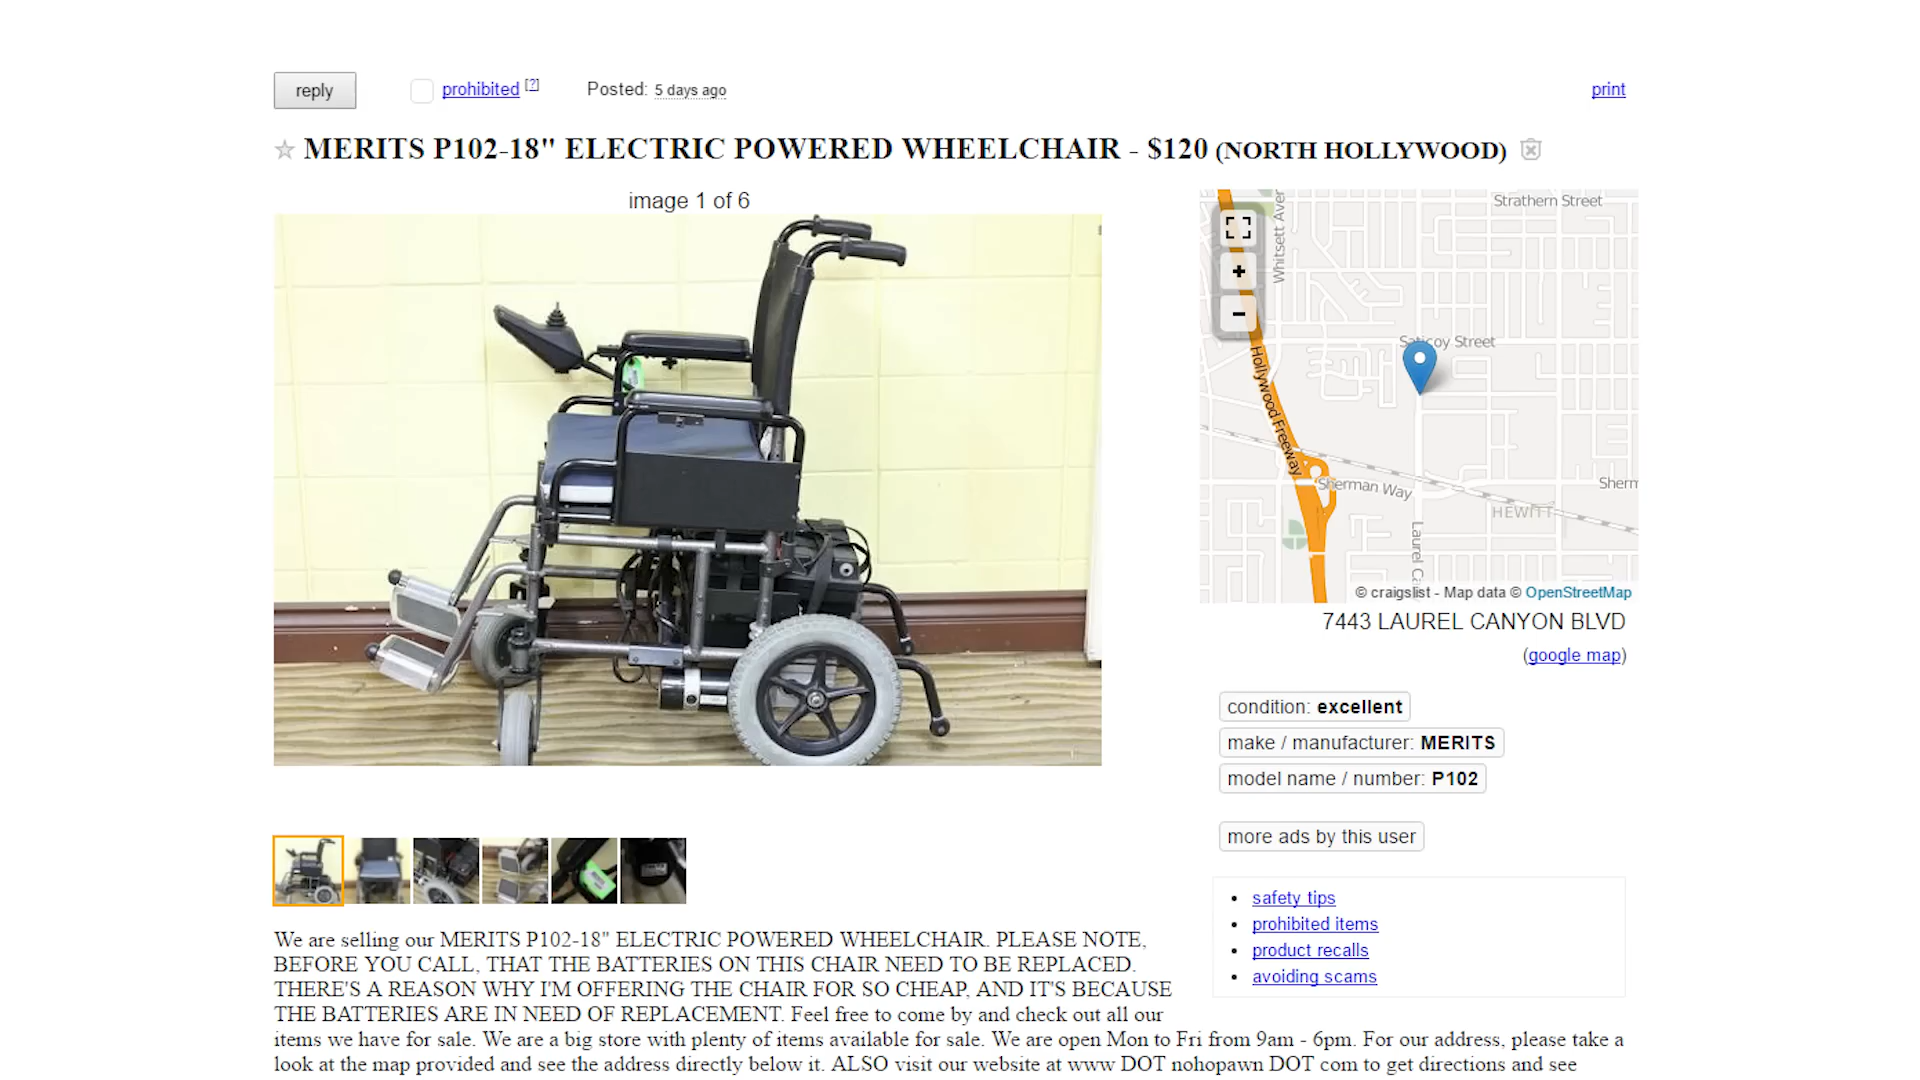 reply
prohibited [?]
Posted: 5 days ago
print
MERITS P102-18" ELECTRIC POWERED WHEELCHAIR - $120 (NORTH HOLLYWOOD)
image 1 of 6
Strathern Street
Whitsett Aven
+
-
Saticoy Street
Hollywood Freeway
Sherman Way
Sherm
HEWITT
Laurel Ca
© craigslist - Map data © OpenStreetMap
7443 LAUREL CANYON BLVD
(google map)
condition: excellent
make / manufacturer: MERITS
model name / number: P102
more ads by this user
• safety tips
• prohibited items
• product recalls
• avoiding scams
We are selling our MERITS P102-18" ELECTRIC POWERED WHEELCHAIR. PLEASE NOTE,
BEFORE YOU CALL, THAT THE BATTERIES ON THIS CHAIR NEED TO BE REPLACED.
THERE'S A REASON WHY I'M OFFERING THE CHAIR FOR SO CHEAP, AND IT'S BECAUSE
THE BATTERIES ARE IN NEED OF REPLACEMENT. Feel free to come by and check out all our
items we have for sale. We are a big store with plenty of items available for sale. We are open Mon to Fri from 9am - 6pm. For our address, please take a
look at the map provided and see the address directly below it. ALSO visit our website at www DOT nohopawn DOT com to get directions and see